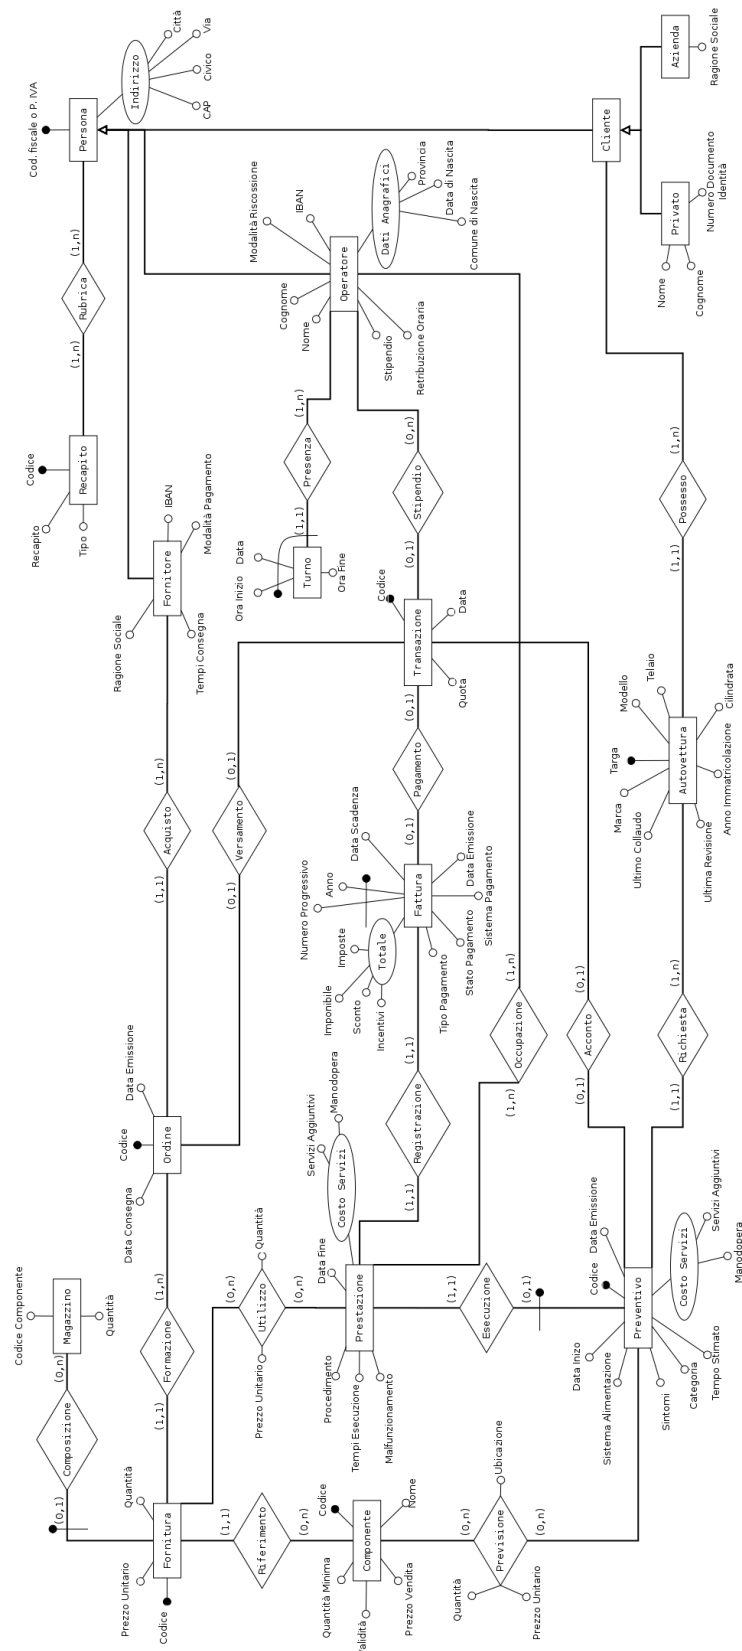 Codice Componente
Magazzino
Quantità
(0,n)
Composizione
(0,1)
Quantità
Prezzo Unitario
Fornitura
Codice
(1,1)
Formazione
(1,n)
Data Consegna
Codice
Data Emissione
Ordine
(1,1)
Acquisto
(1,n)
Ragione Sociale
Fornitore
IBAN
Modalità Pagamento
Tempi Consegna
Recapito
Codice
Recapito
Tipo
(1,n)
Rubrica
(1,n)
Cod. fiscale o P. IVA
Persona
Indirizzo
Città
Via
Civico
CAP
(0,1)
Versamento
(0,1)
(1,1)
Riferimento
(0,n)
Prezzo Unitario
Utilizzo
Quantità
(0,n)
(0,n)
Quantità Minima
Codice
Nome
Componente
alidità
Prezzo Vendita
Data Fine
Prestazione
Procedimento
Tempi Esecuzione
Malfunzionamento
Costo Servizi
Servizi Aggiuntivi
Manodopera
(1,1)
Registrazione
(1,1)
Numero Progressivo
Anno
Data Scadenza
Fattura
Totale
Imposte
Imponibile
Sconto
Incentivi
Tipo Pagamento
Stato Pagamento
Sistema Pagamento
Data Emissione
(0,1)
Pagamento
(0,1)
Codice
Transazione
Data
Quota
Ora Inizio
Data
Turno
Ora Fine
(1,1)
Presenza
(1,n)
(0,1)
Stipendio
(0,n)
Nome
Cognome
Modalità Riscossione
IBAN
Operatore
Stipendio
Retribuzione Oraria
Dati Anagrafici
Provincia
Data di Nascita
Comune di Nascita
(0,n)
Previsione
(0,n)
Ubicazione
Quantità
Prezzo Unitario
(1,1)
Esecuzione
(0,1)
(1,n)
Occupazione
(1,n)
(0,1)
Acconto
(0,1)
Data Inizo
Codice
Data Emissione
Preventivo
Sistema Alimentazione
Sintomi
Categoria
Tempo Stimato
Costo Servizi
Servizi Aggiuntivi
Manodopera
(1,1)
Richiesta
(1,n)
Ultimo Collaudo
Marca
Targa
Modello
Telaio
Autovettura
Ultima Revisione
Anno Immatricolazione
Cilindrata
(1,1)
Possesso
(1,n)
Cliente
Privato
Nome
Cognome
Numero Documento
Identità
Azienda
Ragione Sociale